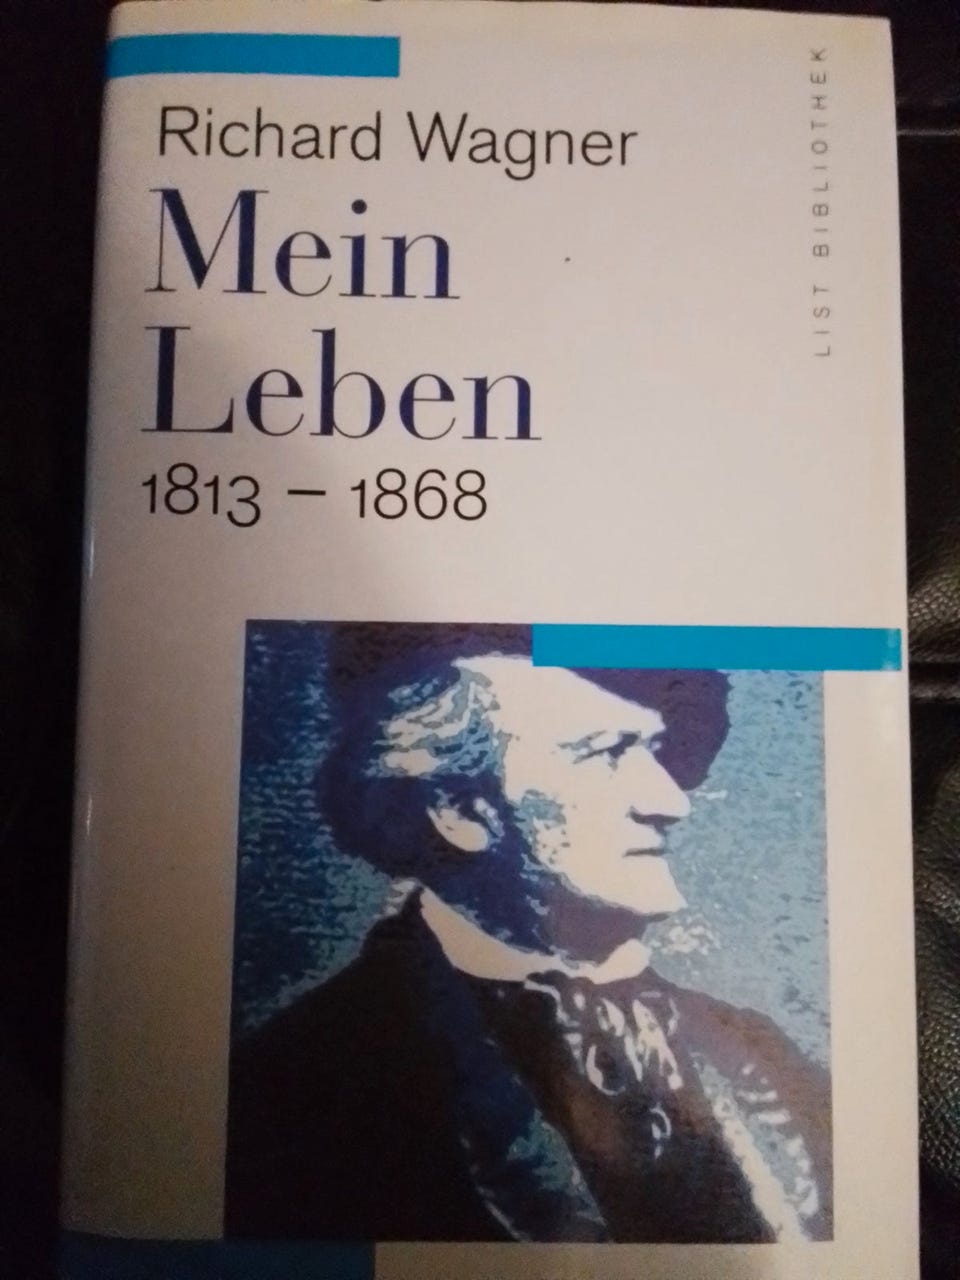 Richard Wagner
Mein
Leben
1813 – 1868
LIST BIBLIOTHEK